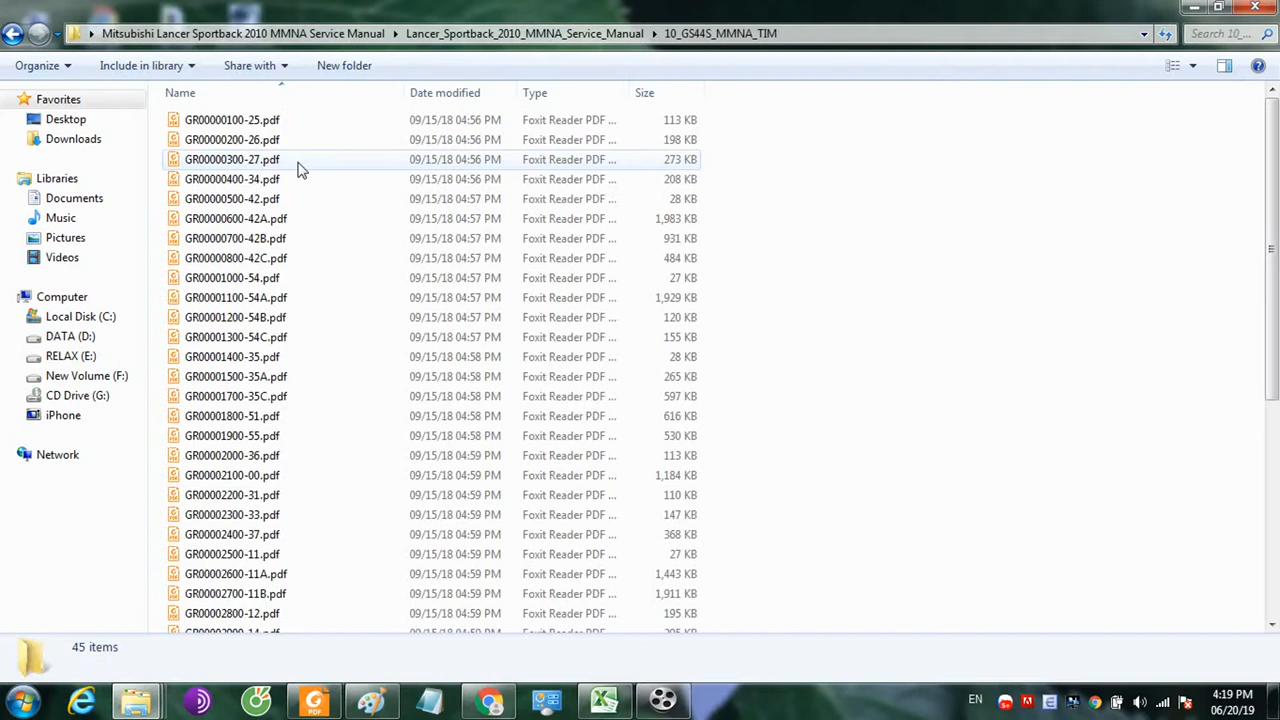 Mitsubishi Lancer Sportback 2010 MMNA Service Manual Lancer_Sportback_2010_MMNA_Service_Manual 10_GS44S_MMNA_TIM Search 10_...
Organize Include in library Share with New folder
Name Date modified Type Size
Favorites
Desktop
Downloads
Libraries
Documents
Music
Pictures
Videos
Computer
Local Disk (C:)
DATA (D:)
RELAX (E:)
New Volume (F:)
CD Drive (G:)
iPhone
Network
GR00000100-25.pdf 09/15/18 04:56 PM Foxit Reader PDF ... 113 KB
GR00000200-26.pdf 09/15/18 04:56 PM Foxit Reader PDF ... 198 KB
GR00000300-27.pdf 09/15/18 04:56 PM Foxit Reader PDF ... 273 KB
GR00000400-34.pdf 09/15/18 04:56 PM Foxit Reader PDF ... 208 KB
GR00000500-42.pdf 09/15/18 04:57 PM Foxit Reader PDF ... 28 KB
GR00000600-42A.pdf 09/15/18 04:57 PM Foxit Reader PDF ... 1,983 KB
GR00000700-42B.pdf 09/15/18 04:57 PM Foxit Reader PDF ... 931 KB
GR00000800-42C.pdf 09/15/18 04:57 PM Foxit Reader PDF ... 484 KB
GR00001000-54.pdf 09/15/18 04:57 PM Foxit Reader PDF ... 27 KB
GR00001100-54A.pdf 09/15/18 04:57 PM Foxit Reader PDF ... 1,929 KB
GR00001200-54B.pdf 09/15/18 04:57 PM Foxit Reader PDF ... 120 KB
GR00001300-54C.pdf 09/15/18 04:57 PM Foxit Reader PDF ... 155 KB
GR00001400-35.pdf 09/15/18 04:58 PM Foxit Reader PDF ... 28 KB
GR00001500-35A.pdf 09/15/18 04:58 PM Foxit Reader PDF ... 265 KB
GR00001700-35C.pdf 09/15/18 04:58 PM Foxit Reader PDF ... 597 KB
GR00001800-51.pdf 09/15/18 04:58 PM Foxit Reader PDF ... 616 KB
GR00001900-55.pdf 09/15/18 04:58 PM Foxit Reader PDF ... 530 KB
GR00002000-36.pdf 09/15/18 04:59 PM Foxit Reader PDF ... 113 KB
GR00002100-00.pdf 09/15/18 04:59 PM Foxit Reader PDF ... 1,184 KB
GR00002200-31.pdf 09/15/18 04:59 PM Foxit Reader PDF ... 110 KB
GR00002300-33.pdf 09/15/18 04:59 PM Foxit Reader PDF ... 147 KB
GR00002400-37.pdf 09/15/18 04:59 PM Foxit Reader PDF ... 368 KB
GR00002500-11.pdf 09/15/18 04:59 PM Foxit Reader PDF ... 27 KB
GR00002600-11A.pdf 09/15/18 04:59 PM Foxit Reader PDF ... 1,443 KB
GR00002700-11B.pdf 09/15/18 04:59 PM Foxit Reader PDF ... 1,911 KB
GR00002800-12.pdf 09/15/18 04:59 PM Foxit Reader PDF ... 195 KB
45 items
EN 4:19 PM
06/20/19